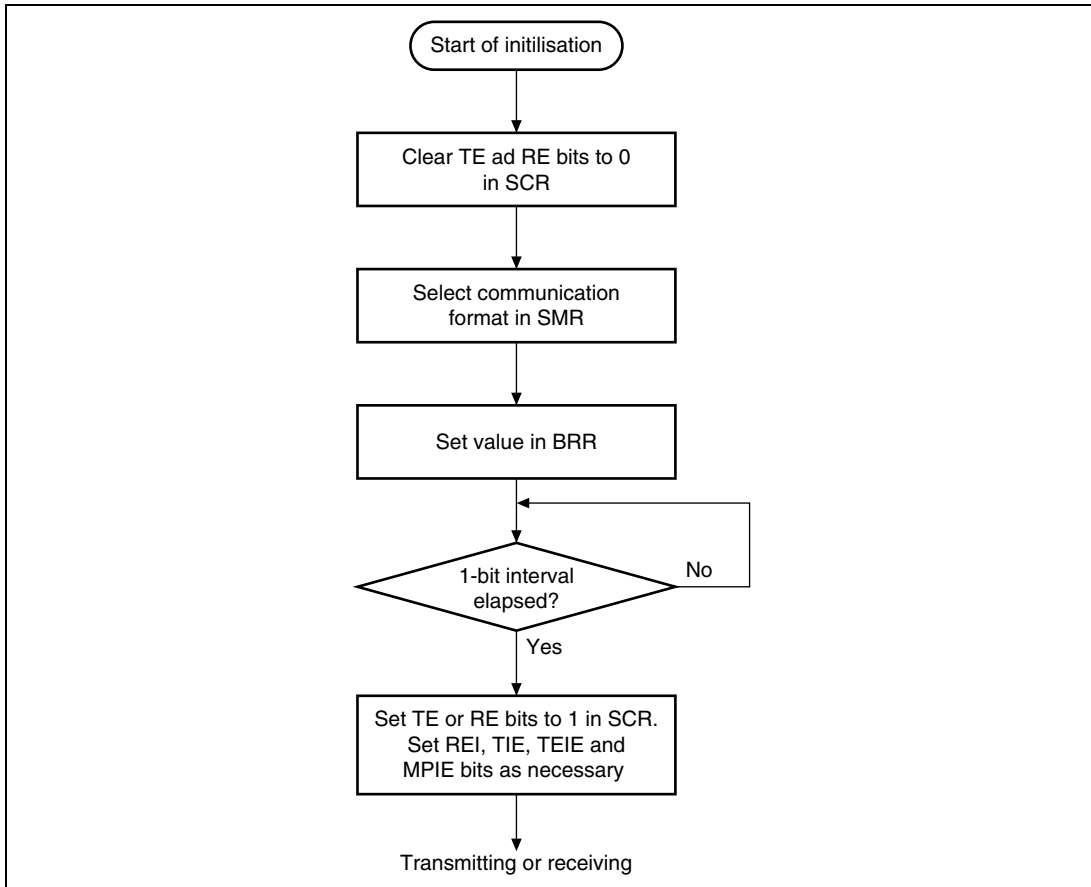 Start of initilisation
Clear TE ad RE bits to 0
in SCR
Select communication
format in SMR
Set value in BRR
1-bit interval
elapsed?
No
Yes
Set TE or RE bits to 1 in SCR.
Set REI, TIE, TEIE and
MPIE bits as necessary
Transmitting or receiving